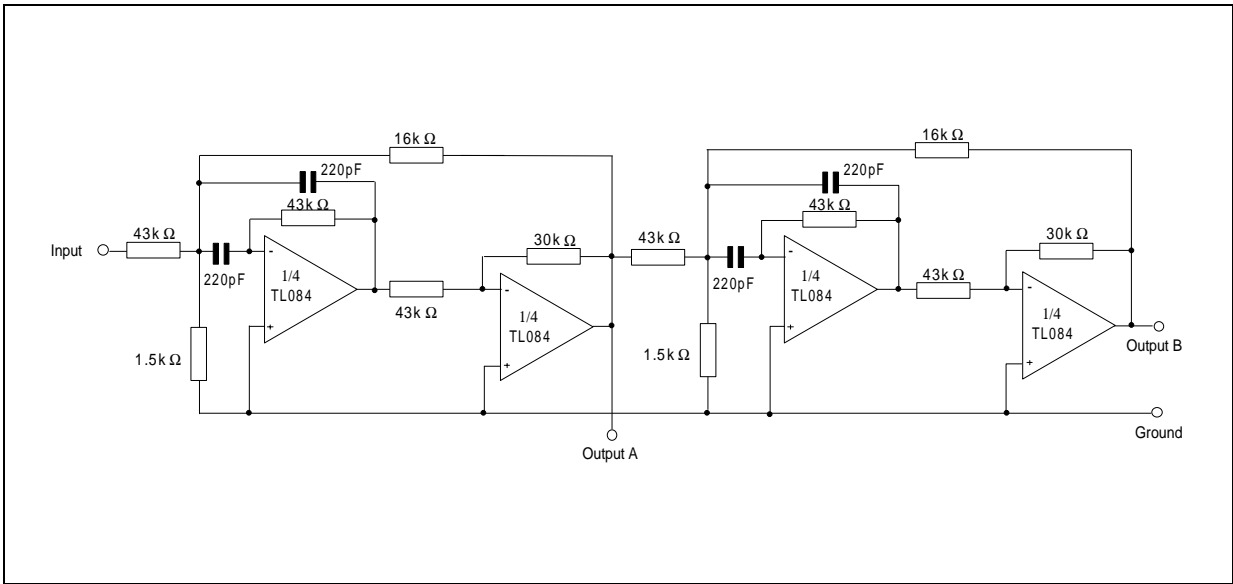 16k Ω
16k Ω
220pF
220pF
43k Ω
43k Ω
43k Ω
30k Ω
43k Ω
30k Ω
Input
-
-
220pF
220pF
1/4
TL084
1/4
TL084
43k Ω
43k Ω
-
-
1/4
TL084
1/4
TL084
+
+
1.5k Ω
1.5k Ω
+
+
Output B
Ground
Output A